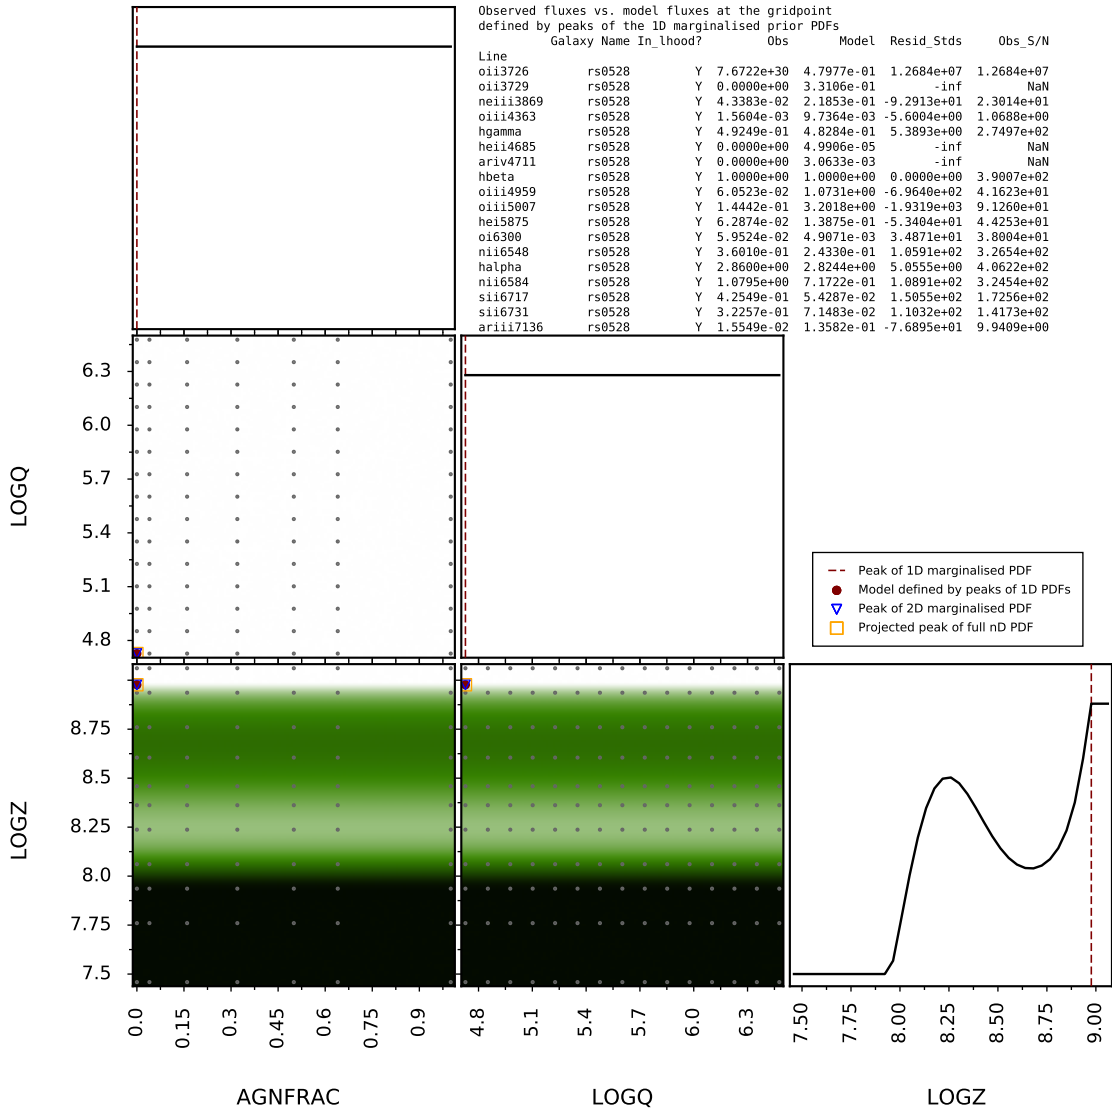 Observed fluxes vs. model fluxes at the gridpoint
defined by peaks of the 1D marginalised prior PDFs
Galaxy Name In_lhood? Obs Model Resid_Stds Obs_S/N
Line
oii3726 rs0528 Y 7.6722e+30 4.7977e-01 1.2684e+07 1.2684e+07
oii3729 rs0528 Y 0.0000e+00 3.3106e-01 -inf NaN
neiii3869 rs0528 Y 4.3383e-02 2.1853e-01 -9.2913e+01 2.3014e+01
oiii4363 rs0528 Y 1.5604e-03 9.7364e-03 -5.6004e+00 1.0688e+00
hgamma rs0528 Y 4.9249e-01 4.8284e-01 5.3893e+00 2.7497e+02
heii4685 rs0528 Y 0.0000e+00 4.9906e-05 -inf NaN
ariv4711 rs0528 Y 0.0000e+00 3.0633e-03 -inf NaN
hbeta rs0528 Y 1.0000e+00 1.0000e+00 0.0000e+00 3.9007e+02
oiii4959 rs0528 Y 6.0523e-02 1.0731e+00 -6.9640e+02 4.1623e+01
oiii5007 rs0528 Y 1.4442e-01 3.2018e+00 -1.9319e+03 9.1260e+01
hei5875 rs0528 Y 6.2874e-02 1.3875e-01 -5.3404e+01 4.4253e+01
oi6300 rs0528 Y 5.9524e-02 4.9071e-03 3.4871e+01 3.8004e+01
nii6548 rs0528 Y 3.6010e-01 2.4330e-01 1.0592e+02 3.2654e+02
halpha rs0528 Y 2.8600e+00 2.8244e+00 5.0555e+00 4.0622e+02
nii6584 rs0528 Y 1.0795e+00 7.1722e-01 1.0891e+02 3.2454e+02
sii6717 rs0528 Y 4.2549e-01 5.4287e-02 1.5055e+02 1.7256e+02
sii6731 rs0528 Y 3.2257e-01 7.1483e-02 1.1032e+02 1.4173e+02
ariii7136 rs0528 Y 1.5549e-02 1.3582e-01 -7.6895e+01 9.9409e+00
6.3
6.0
5.7
5.4
5.1
4.8
LOGQ
Peak of 1D marginalised PDF
Model defined by peaks of 1D PDFs
Peak of 2D marginalised PDF
Projected peak of full nD PDF
8.75
8.5
8.25
8.0
7.75
7.5
LOGZ
0.0 0.15 0.3 0.45 0.6 0.75 0.9
4.8 5.1 5.4 5.7 6.0 6.3
7.50 7.75 8.00 8.25 8.50 8.75 9.00
AGNFRAC LOGQ LOGZ